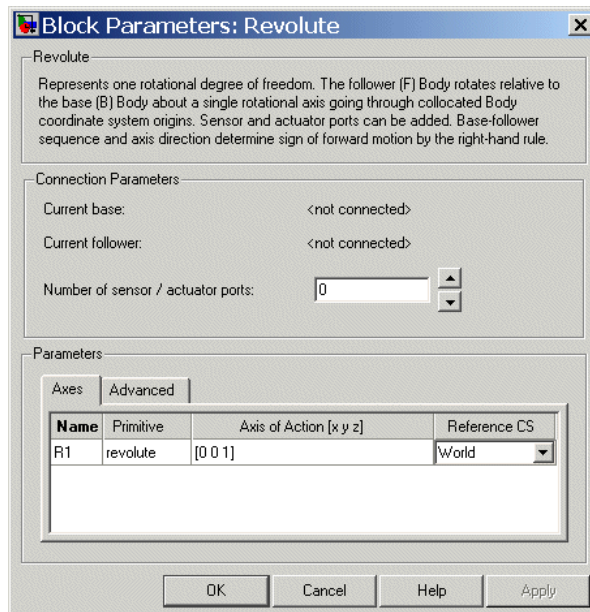 Block Parameters: Revolute
Revolute
Represents one rotational degree of freedom. The follower (F) Body rotates relative to
the base (B) Body about a single rotational axis going through collocated Body
coordinate system origins. Sensor and actuator ports can be added. Base-follower
sequence and axis direction determine sign of forward motion by the right-hand rule.
Connection Parameters
Current base: <not connected>
Current follower: <not connected>
Number of sensor / actuator ports: 0
Parameters
Axes Advanced
Name Primitive Axis of Action [x y z] Reference CS
R1 revolute [0 0 1] World
OK Cancel Help Apply